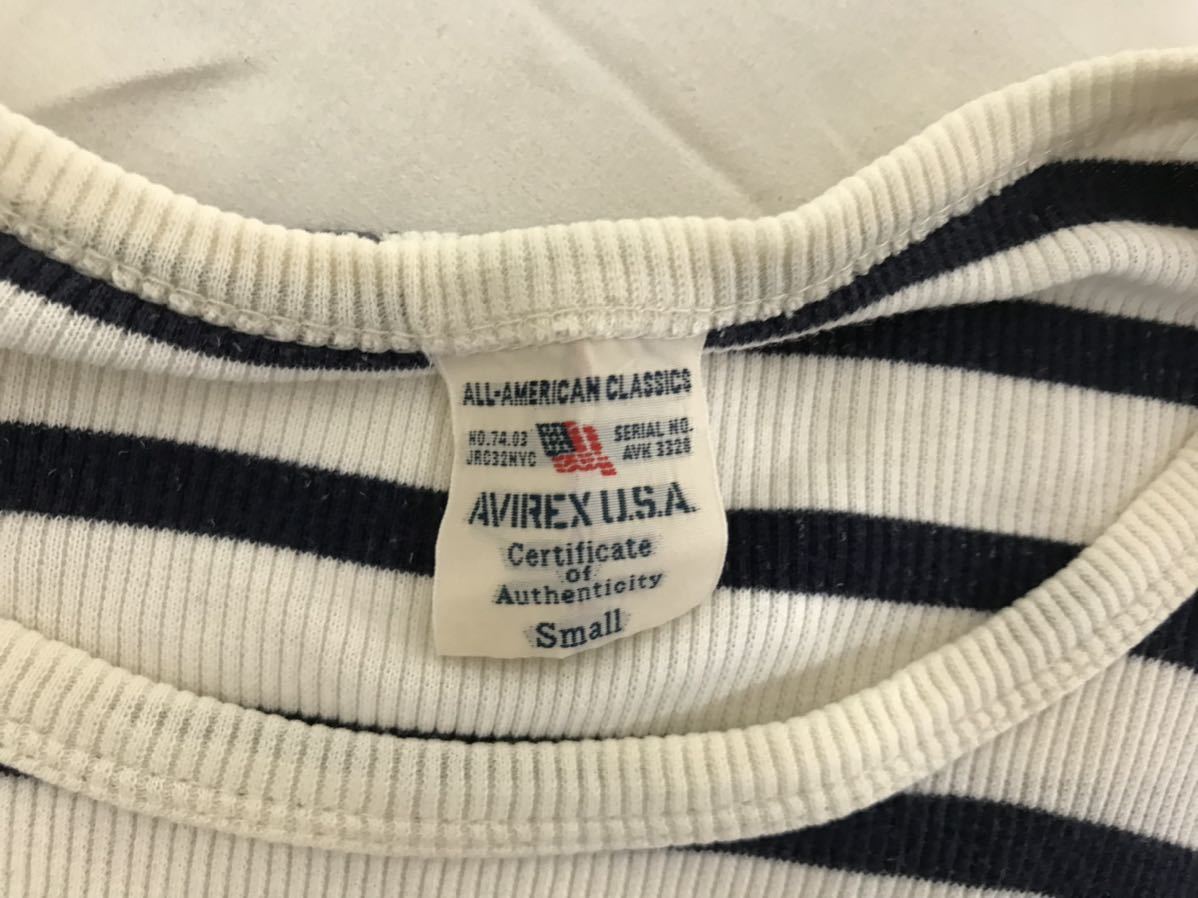 ALL-AMERICAN CLASSICS
NO.74.03
JRC32NYC
SERIAL NO.
AVK 3328
AVIREX U.S.A.
Certificate
of
Authenticity
Small